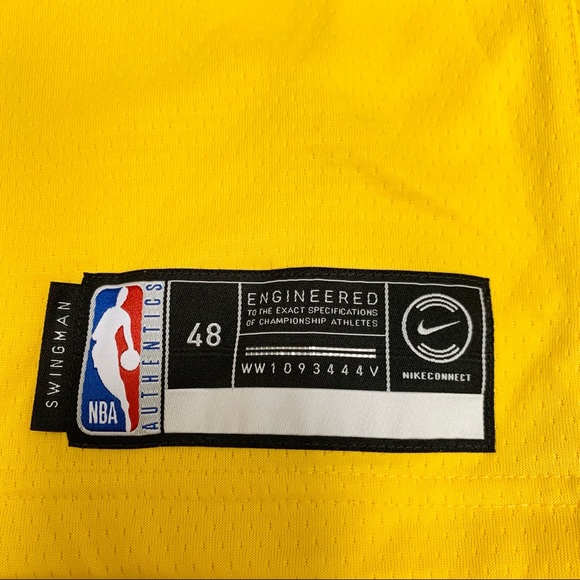 SWINGMAN
NBA
AUTHENTICS
48
ENGINEERED
TO THE EXACT SPECIFICATIONS
OF CHAMPIONSHIP ATHLETES
WW1093444V
NIKECONNECT